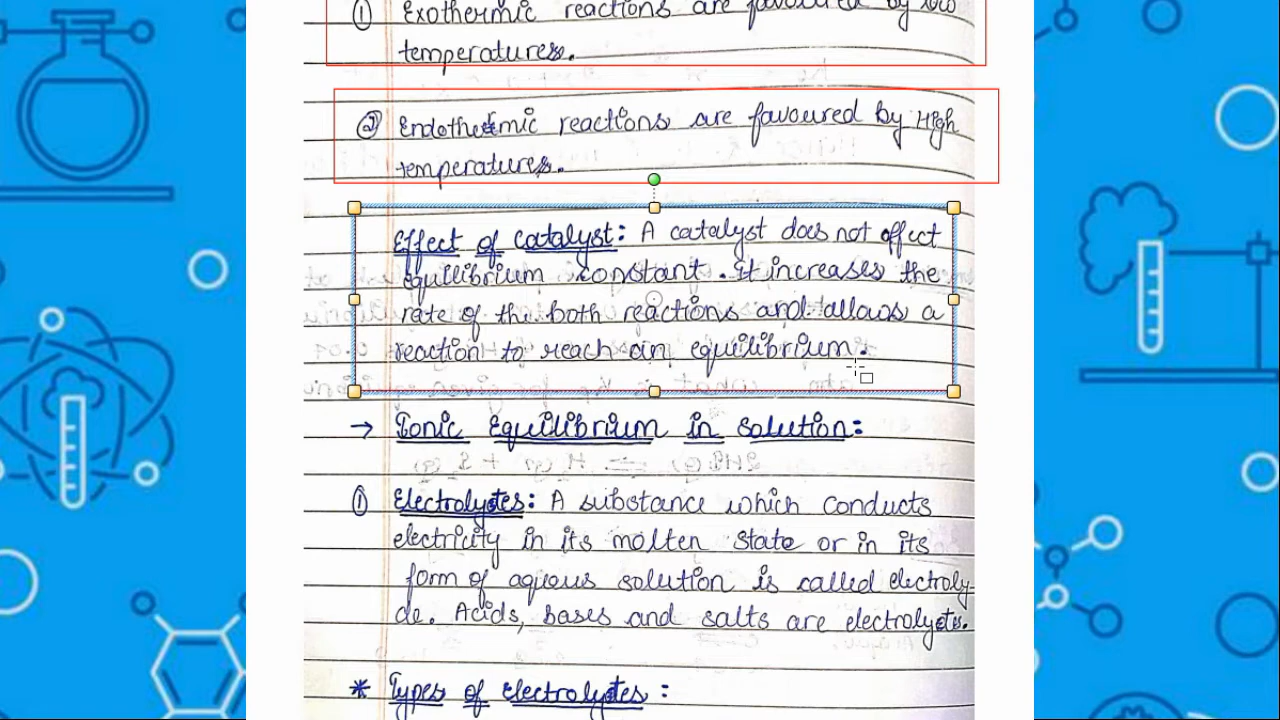 ① Exothermic reactions are favoured by low
temperatures.
② Endothermic reactions are favoured by High
temperatures.
Effect of catalyst: A catalyst does not affect
equilibrium constant. It increases the
rate of the both reactions and allows a
reaction to reach an equilibrium.
→ Ionic Equilibrium in solution:
① Electrolytes: A substance which conducts
electricity in its molten state or in its
form of aqueous solution is called electroly-
de. Acids, bases and salts are electrolytes.
* Types of electrolytes: